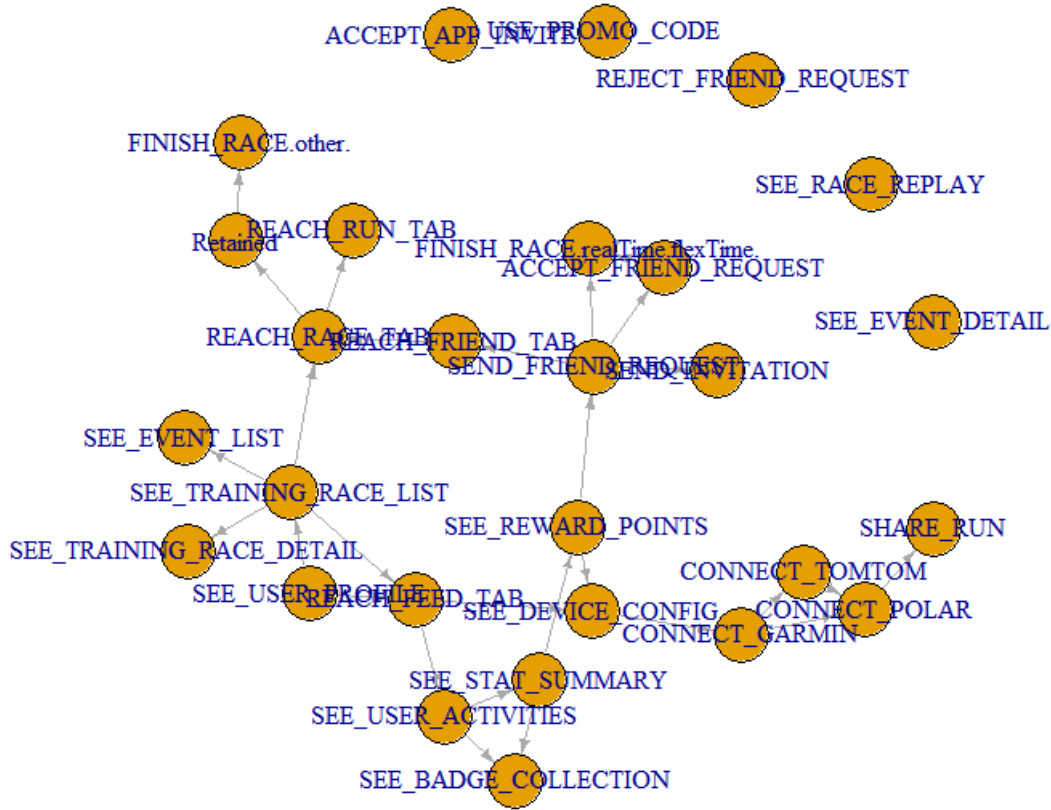 ACCEPT_APP_INVITE
USE_PROMO_CODE
REJECT_FRIEND_REQUEST
FINISH_RACE.other.
SEE_RACE_REPLAY
REACH_RUN_TAB
Retained
FINISH_RACE.realTime.flexTime.
ACCEPT_FRIEND_REQUEST
SEE_EVENT_DETAIL
REACH_RACE_TAB
REACH_FRIEND_TAB
SEND_FRIEND_REQUEST
SEND_INVITATION
SEE_EVENT_LIST
SEE_TRAINING_RACE_LIST
SEE_REWARD_POINTS
SHARE_RUN
SEE_TRAINING_RACE_DETAIL
CONNECT_TOMTOM
SEE_USER_PROFILE
REACH_FEED_TAB
SEE_DEVICE_CONFIG
CONNECT_POLAR
CONNECT_GARMIN
SEE_STAT_SUMMARY
SEE_USER_ACTIVITIES
SEE_BADGE_COLLECTION